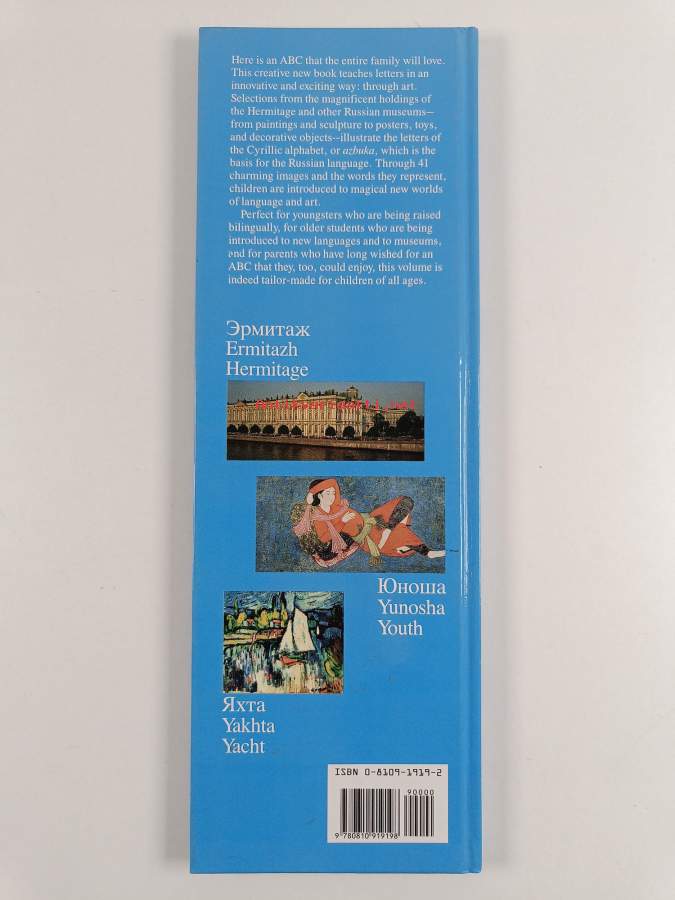 Here is an ABC that the entire family will love.
This creative new book teaches letters in an
innovative and exciting way: through art.
Selections from the magnificent holdings of
the Hermitage and other Russian museums—
from paintings and sculpture to posters, toys,
and decorative objects--illustrate the letters of
the Cyrillic alphabet, or azbuka, which is the
basis for the Russian language. Through 41
charming images and the words they represent,
children are introduced to magical new worlds
of language and art.
Perfect for youngsters who are being raised
bilingually, for older students who are being
introduced to new languages and to museums,
and for parents who have long wished for an
ABC that they, too, could enjoy, this volume is
indeed tailor-made for children of all ages.
Эрмитаж
Ermitazh
Hermitage
Юноша
Yunosha
Youth
Яхта
Yakhta
Yacht
ISBN 0-8109-1919-2
90000
9 780810 919198